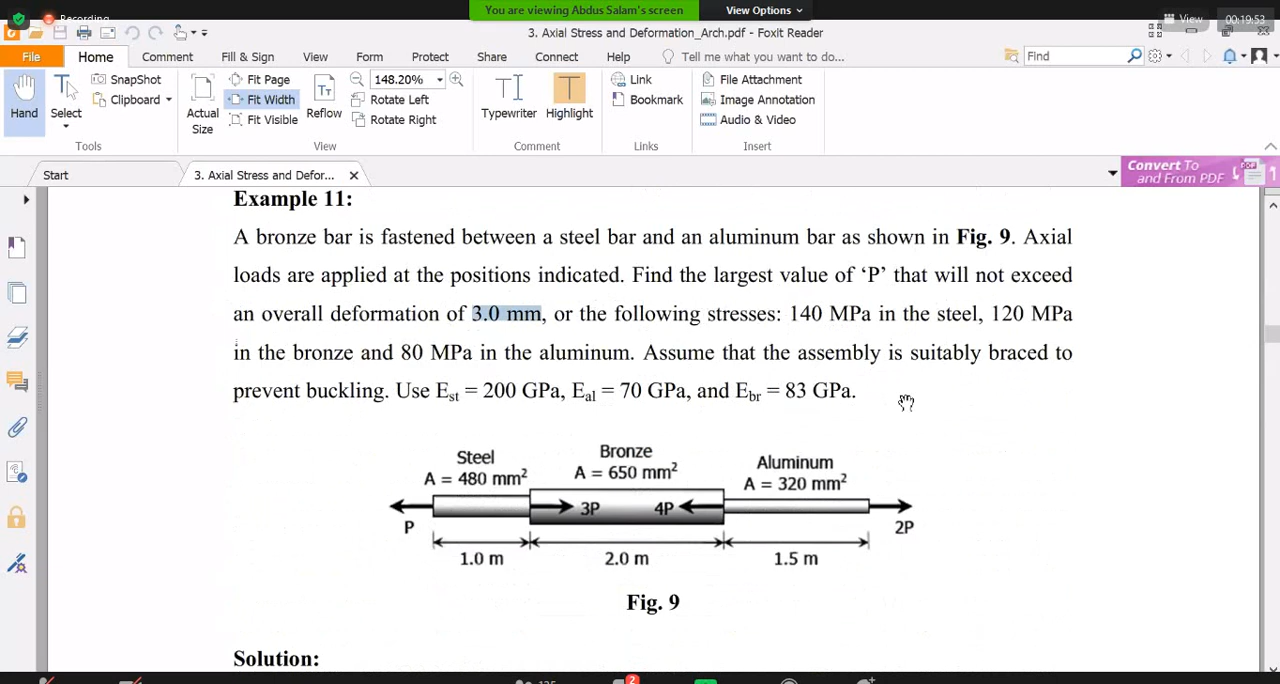 Recording
You are viewing Abdus Salam's screen
View Options
View
00:19:53
3. Axial Stress and Deformation_Arch.pdf - Foxit Reader
File
Home
Comment
Fill & Sign
View
Form
Protect
Share
Connect
Help
Tell me what you want to do...
Find
Hand
Select
SnapShot
Clipboard
Actual Size
Fit Page
Fit Width
Fit Visible
Reflow
148.20%
Rotate Left
Rotate Right
Typewriter
Highlight
Link
Bookmark
File Attachment
Image Annotation
Audio & Video
Tools
View
Comment
Links
Insert
Start
3. Axial Stress and Defor...
Convert To
and From PDF
Example 11:
A bronze bar is fastened between a steel bar and an aluminum bar as shown in Fig. 9. Axial
loads are applied at the positions indicated. Find the largest value of ‘P’ that will not exceed
an overall deformation of 3.0 mm, or the following stresses: 140 MPa in the steel, 120 MPa
in the bronze and 80 MPa in the aluminum. Assume that the assembly is suitably braced to
prevent buckling. Use Est = 200 GPa, Eal = 70 GPa, and Ebr = 83 GPa.
Steel
A = 480 mm²
Bronze
A = 650 mm²
Aluminum
A = 320 mm²
P
3P
4P
2P
1.0 m
2.0 m
1.5 m
Fig. 9
Solution:
2